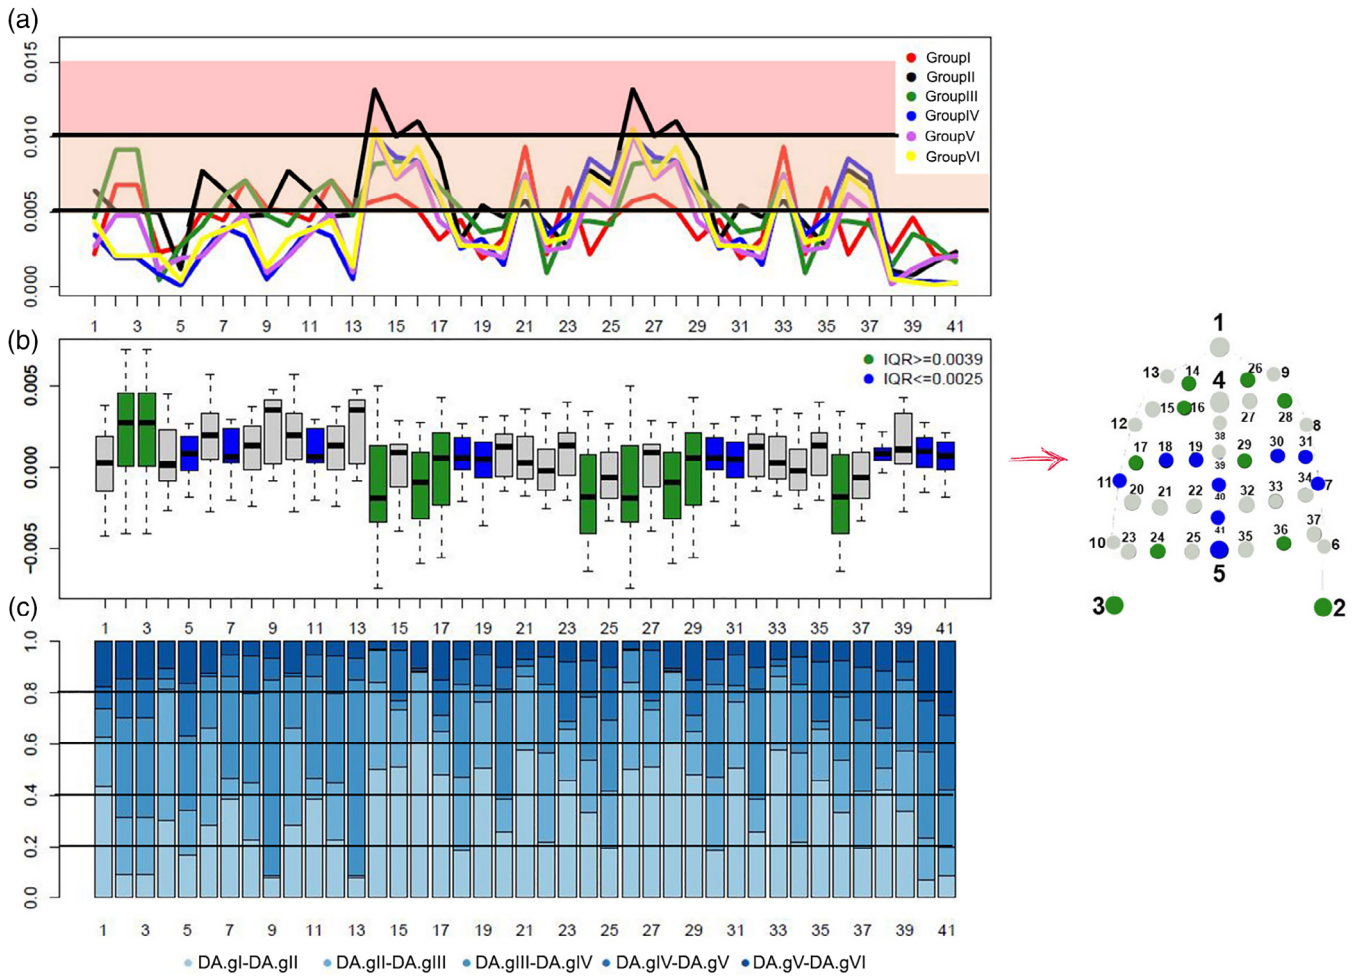 (a)
0.015
0.010
0.005
0.000
GroupI
GroupII
GroupIII
GroupIV
GroupV
GroupVI
1 3 5 7 9 11 13 15 17 19 21 23 25 27 29 31 33 35 37 39 41
(b)
0.005
0.000
−0.005
IQR>=0.0039
IQR<=0.0025
1 3 5 7 9 11 13 15 17 19 21 23 25 27 29 31 33 35 37 39 41
(c)
1.0
0.8
0.6
0.4
0.2
0.0
1 3 5 7 9 11 13 15 17 19 21 23 25 27 29 31 33 35 37 39 41
DA.gI-DA.gII DA.gII-DA.gIII DA.gIII-DA.gIV DA.gIV-DA.gV DA.gV-DA.gVI
1
13 14 4 26 9
15 16 27 28
12 38 8
17 18 19 39 29 30 31
11 20 21 22 40 32 33 34 7
41 37
10 23 24 25 35 36 6
5
3 2